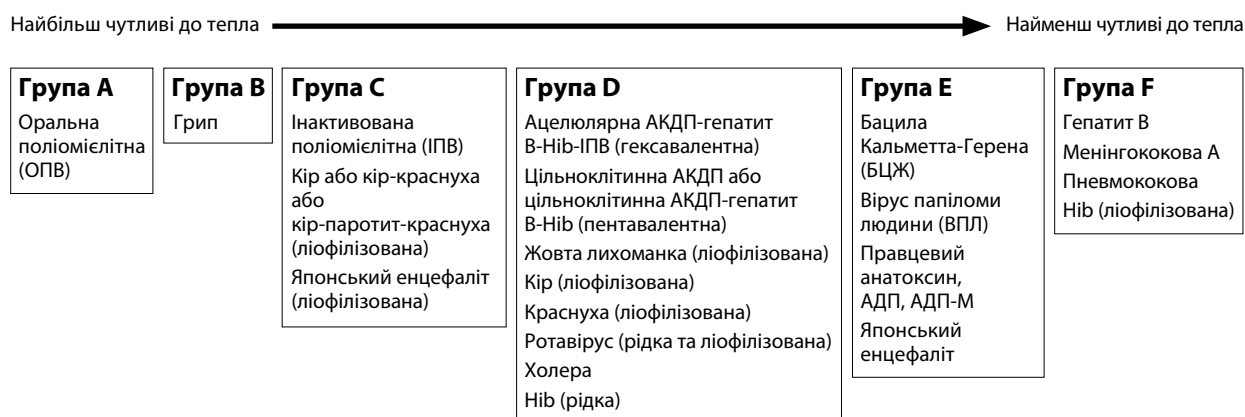 Найбільш чутливі до тепла
Найменш чутливі до тепла
Група A
Оральна
поліомієлітна
(ОПВ)
Група B
Грип
Група C
Інактивована
поліомієлітна (ІПВ)
Кір або кір-краснуха
або
кір-паротит-краснуха
(ліофілізована)
Японський енцефаліт
(ліофілізована)
Група D
Ацелюлярна АКДП-гепатит
B-Hib-ІПВ (гексавалентна)
Цільноклітинна АКДП або
цільноклітинна АКДП-гепатит
B-Hib (пентавалентна)
Жовта лихоманка (ліофілізована)
Кір (ліофілізована)
Краснуха (ліофілізована)
Ротавірус (рідка та ліофілізована)
Холера
Hib (рідка)
Група E
Бацила
Кальметта-Герена
(БЦЖ)
Вірус папіломи
людини (ВПЛ)
Правцевий
анатоксин,
АДП, АДП-М
Японський
енцефаліт
Група F
Гепатит B
Менінгококова А
Пневмококова
Hib (ліофілізована)